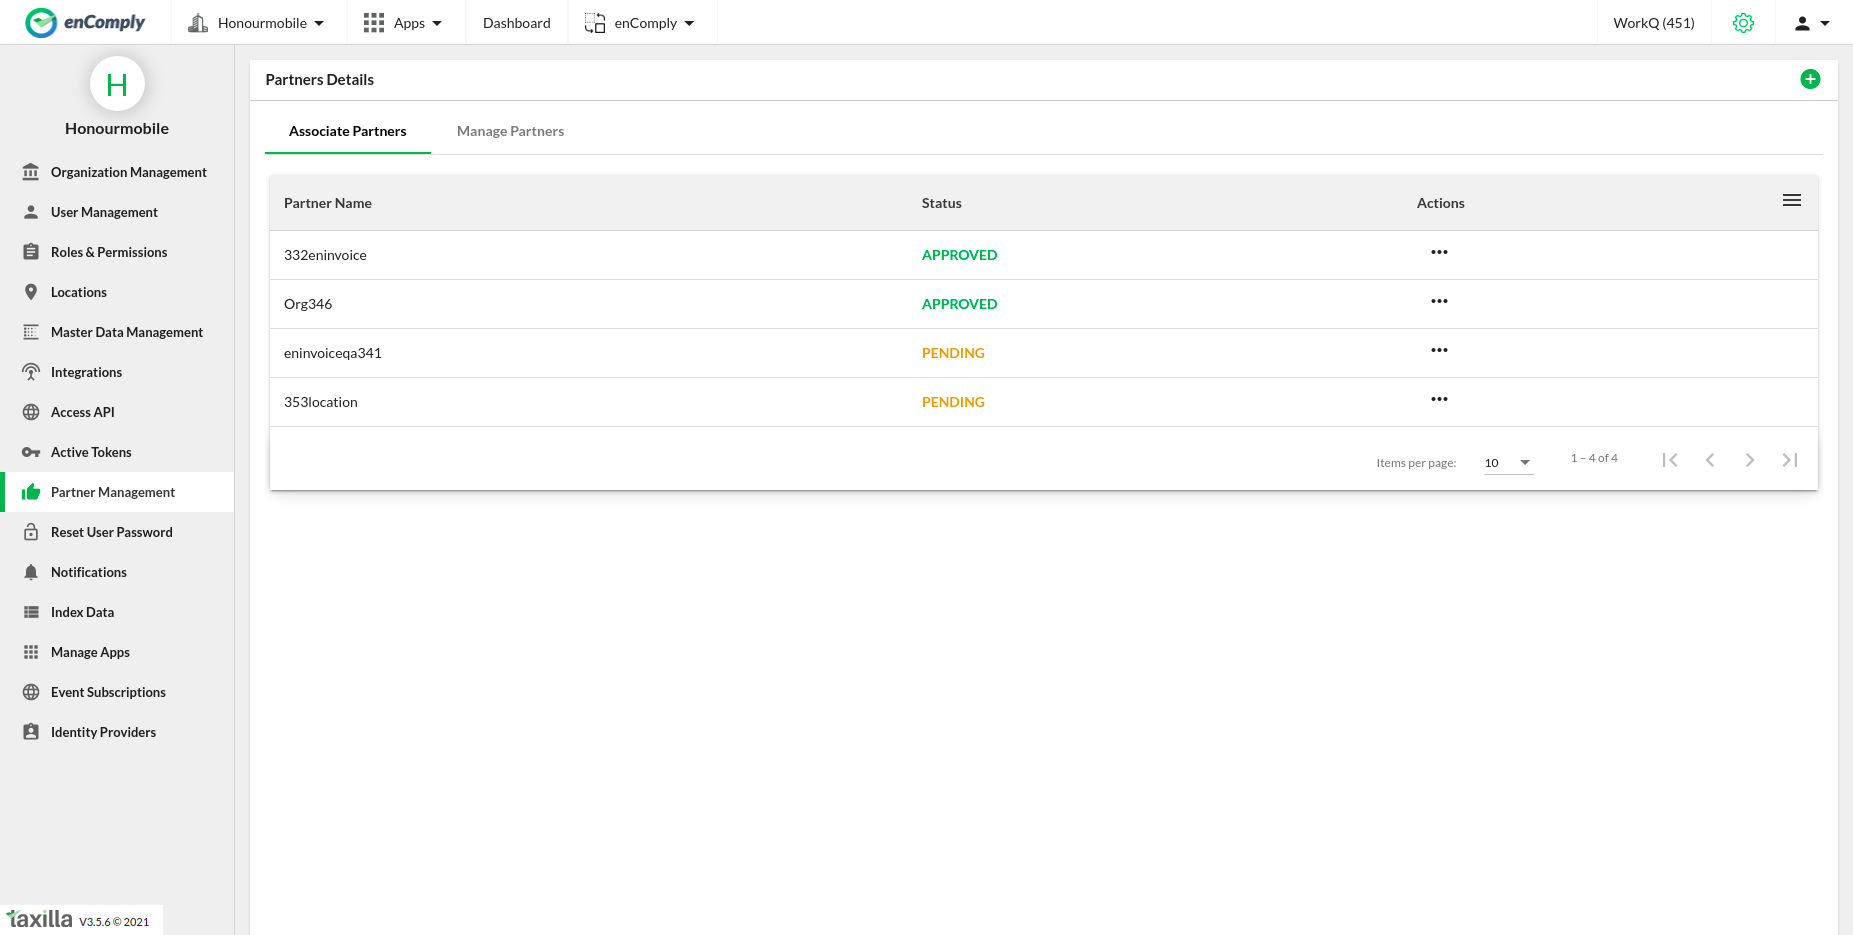 enComply
Honourmobile
Apps
Dashboard
enComply
WorkQ (451)
H
Honourmobile
Organization Management
User Management
Roles & Permissions
Locations
Master Data Management
Integrations
Access API
Active Tokens
Partner Management
Reset User Password
Notifications
Index Data
Manage Apps
Event Subscriptions
Identity Providers
taxilla V3.5.6 © 2021
Partners Details
Associate Partners Manage Partners
Partner Name Status Actions
332eninvoice APPROVED
Org346 APPROVED
eninvoiceqa341 PENDING
353location PENDING
Items per page: 10 1 – 4 of 4